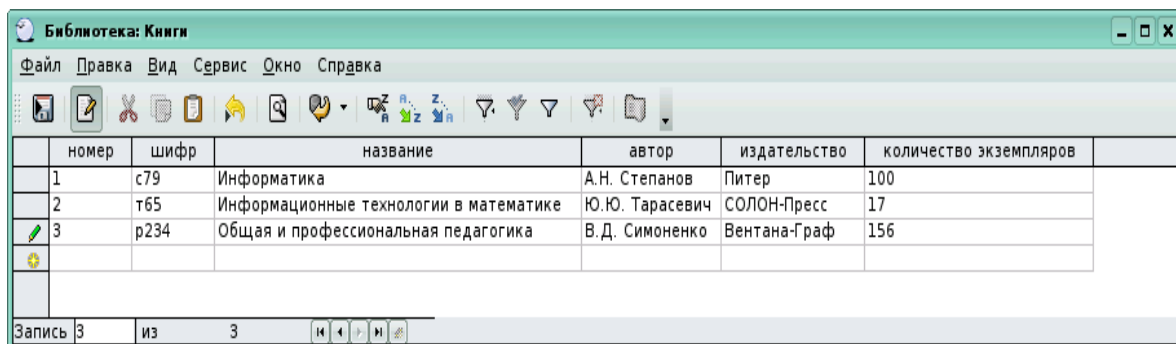 Библиотека: Книги
Файл Правка Вид Сервис Окно Справка
номер шифр название автор издательство количество экземпляров
1 с79 Информатика А.Н. Степанов Питер 100
2 т65 Информационные технологии в математике Ю.Ю. Тарасевич СОЛОН-Пресс 17
3 р234 Общая и профессиональная педагогика В.Д. Симоненко Вентана-Граф 156
Запись 3 из 3